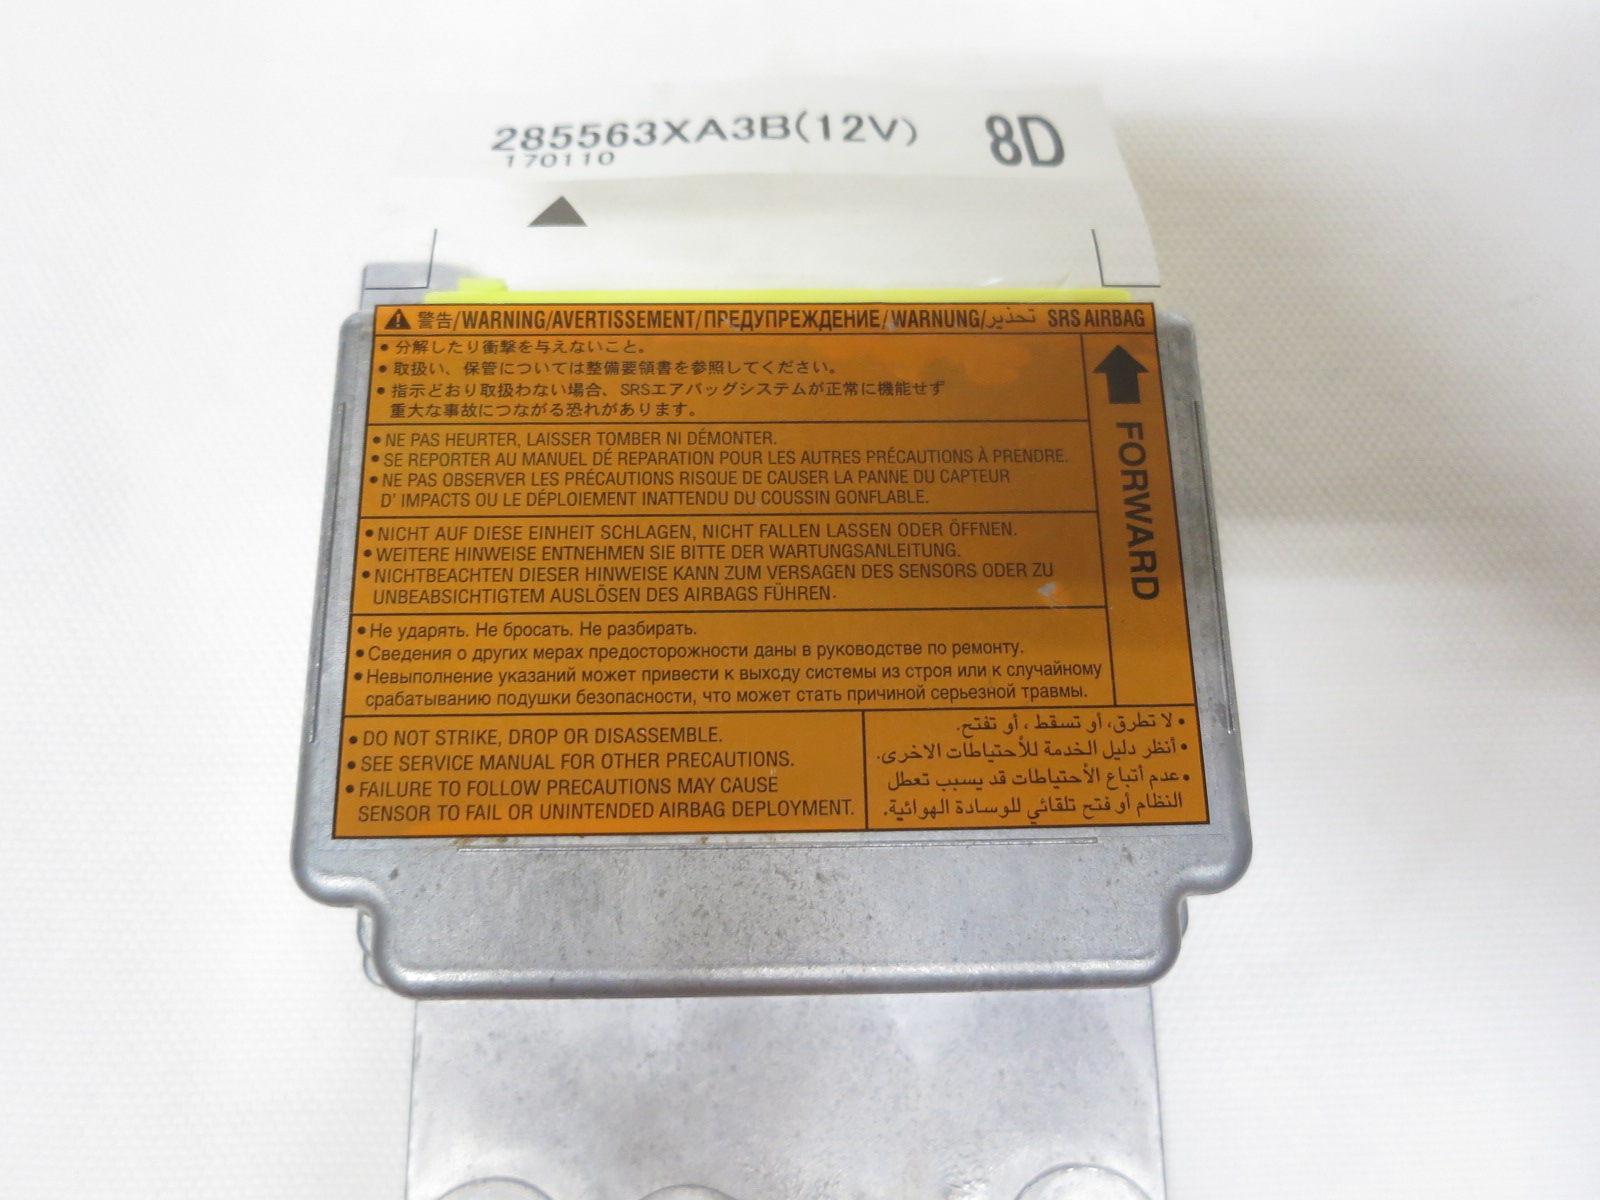 285563XA3B(12V) 8D
170110
警告/WARNING/AVERTISSEMENT/ПРЕДУПРЕЖДЕНИЕ/WARNUNG/تحذير SRS AIRBAG
• 分解したり衝撃を与えないこと。
• 取扱い、保管については整備要領書を参照してください。
• 指示どおり取扱わない場合、SRSエアバッグシステムが正常に機能せず
重大な事故につながる恐れがあります。
• NE PAS HEURTER, LAISSER TOMBER NI DÉMONTER.
• SE REPORTER AU MANUEL DÉ REPARATION POUR LES AUTRES PRÉCAUTIONS À PRENDRE.
• NE PAS OBSERVER LES PRÉCAUTIONS RISQUE DE CAUSER LA PANNE DU CAPTEUR
D' IMPACTS OU LE DÉPLOIEMENT INATTENDU DU COUSSIN GONFLABLE.
• NICHT AUF DIESE EINHEIT SCHLAGEN, NICHT FALLEN LASSEN ODER ÖFFNEN.
• WEITERE HINWEISE ENTNEHMEN SIE BITTE DER WARTUNGSANLEITUNG.
• NICHTBEACHTEN DIESER HINWEISE KANN ZUM VERSAGEN DES SENSORS ODER ZU
UNBEABSICHTIGTEM AUSLÖSEN DES AIRBAGS FÜHREN.
• Не ударять. Не бросать. Не разбирать.
• Сведения о других мерах предосторожности даны в руководстве по ремонту.
• Невыполнение указаний может привести к выходу системы из строя или к случайному
срабатыванию подушки безопасности, что может стать причиной серьезной травмы.
FORWARD
• DO NOT STRIKE, DROP OR DISASSEMBLE.
• SEE SERVICE MANUAL FOR OTHER PRECAUTIONS.
• FAILURE TO FOLLOW PRECAUTIONS MAY CAUSE
SENSOR TO FAIL OR UNINTENDED AIRBAG DEPLOYMENT.
• لا تطرق، أو تسقط ، أو تفتح.
• أنظر دليل الخدمة للأحتياطات الاخرى.
• عدم أتباع الأحتياطات قد يسبب تعطل
النظام أو فتح تلقائي للوسادة الهوائية.